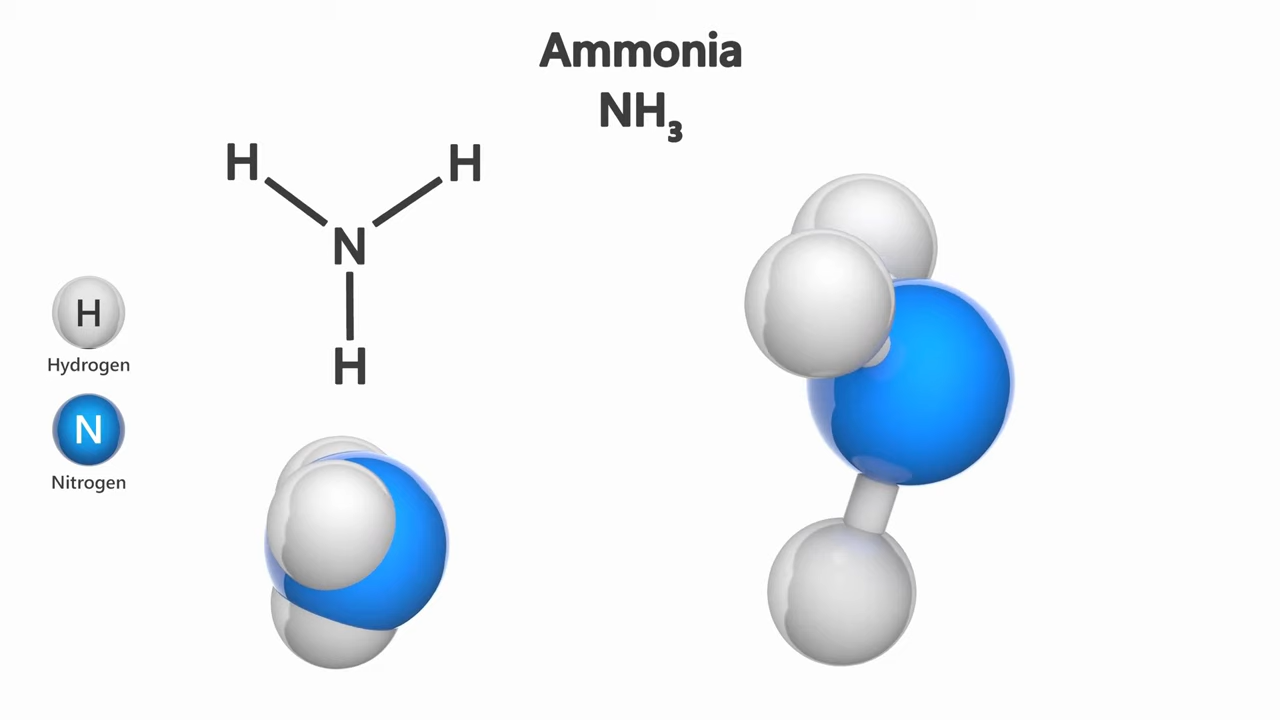 Ammonia
NH₃
H H
N
H
H
Hydrogen
N
Nitrogen